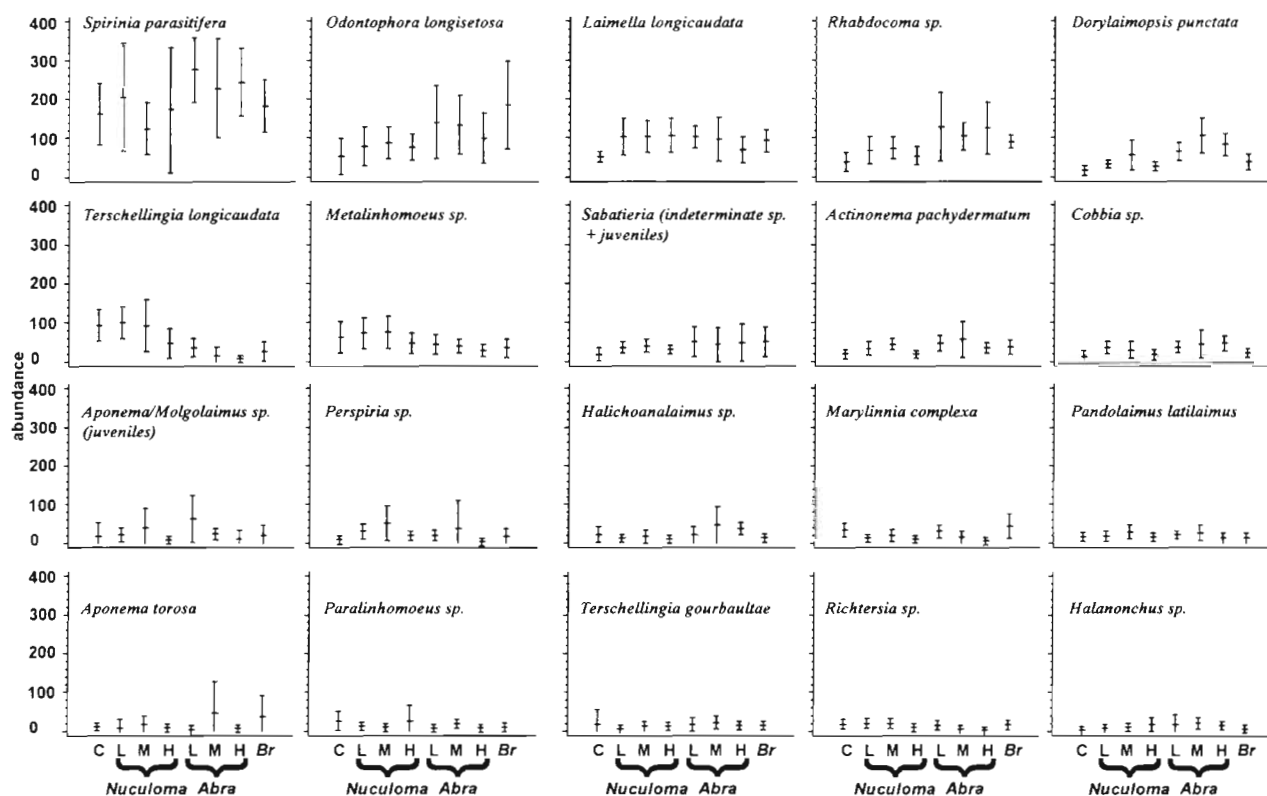 400
300
200
100
0
Spirinia parasitifera
Odontophora longisetosa
Laimella longicaudata
Rhabdocoma sp.
Dorylaimopsis punctata
400
300
200
100
0
Terschellingia longicaudata
Metalinhomoeus sp.
Sabatieria (indeterminate sp.
+ juveniles)
Actinonema pachydermatum
Cobbia sp.
abundance
400
300
200
100
0
Aponema/Molgolaimus sp.
(juveniles)
Perspiria sp.
Halichoanalaimus sp.
Marylinnia complexa
Pandolaimus latilaimus
400
300
200
100
0
Aponema torosa
Paralinhomoeus sp.
Terschellingia gourbaultae
Richtersia sp.
Halanonchus sp.
C L M H L M H Br
C L M H L M H Br
C L M H L M H Br
C L M H L M H Br
C L M H L M H Br
Nuculoma Abra
Nuculoma Abra
Nuculoma Abra
Nuculoma Abra
Nuculoma Abra